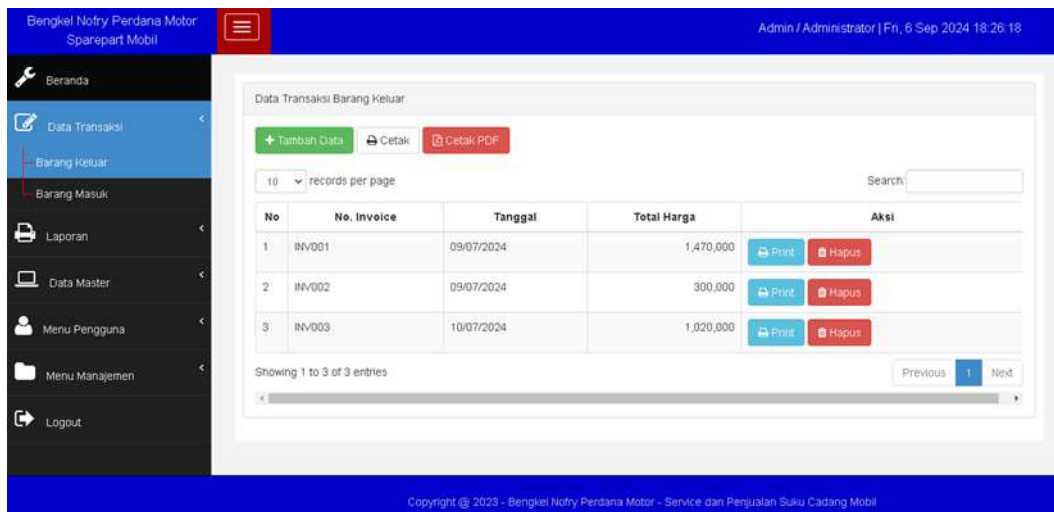 Bengkel Nofry Perdana Motor
Sparepart Mobil
Admin / Administrator | Fri, 6 Sep 2024 18:26:18
Beranda
Data Transaksi
Barang Keluar
Barang Masuk
Laporan
Data Master
Menu Pengguna
Menu Manajemen
Logout
Data Transaksi Barang Keluar
Tambah Data Cetak Cetak PDF
10 records per page Search:
No No. Invoice Tanggal Total Harga Aksi
1 INV001 09/07/2024 1,470,000 Print Hapus
2 INV002 09/07/2024 300,000 Print Hapus
3 INV003 10/07/2024 1,020,000 Print Hapus
Showing 1 to 3 of 3 entries Previous 1 Next
Copyright @ 2023 - Bengkel Nofry Perdana Motor - Service dan Penjualan Suku Cadang Mobil